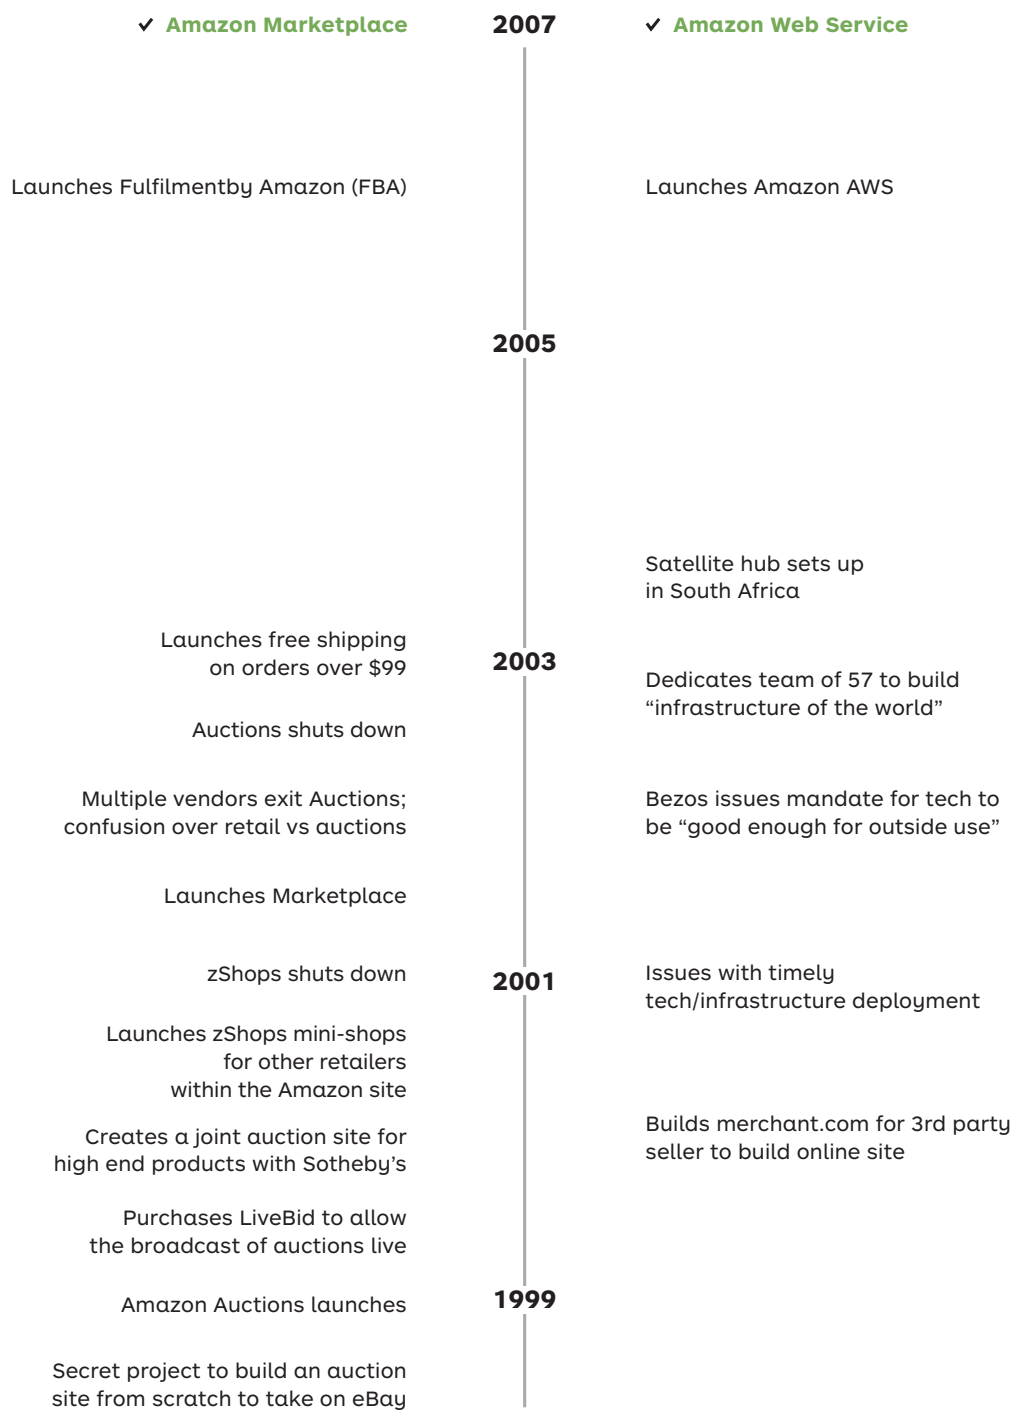 ✓ Amazon Marketplace
2007
✓ Amazon Web Service
Launches Fulfilmentby Amazon (FBA)
Launches Amazon AWS
2005
Satellite hub sets up
in South Africa
Launches free shipping
on orders over $99
2003
Dedicates team of 57 to build
“infrastructure of the world”
Auctions shuts down
Multiple vendors exit Auctions;
confusion over retail vs auctions
Bezos issues mandate for tech to
be “good enough for outside use”
Launches Marketplace
zShops shuts down
2001
Issues with timely
tech/infrastructure deployment
Launches zShops mini-shops
for other retailers
within the Amazon site
Creates a joint auction site for
high end products with Sotheby’s
Builds merchant.com for 3rd party
seller to build online site
Purchases LiveBid to allow
the broadcast of auctions live
Amazon Auctions launches
1999
Secret project to build an auction
site from scratch to take on eBay